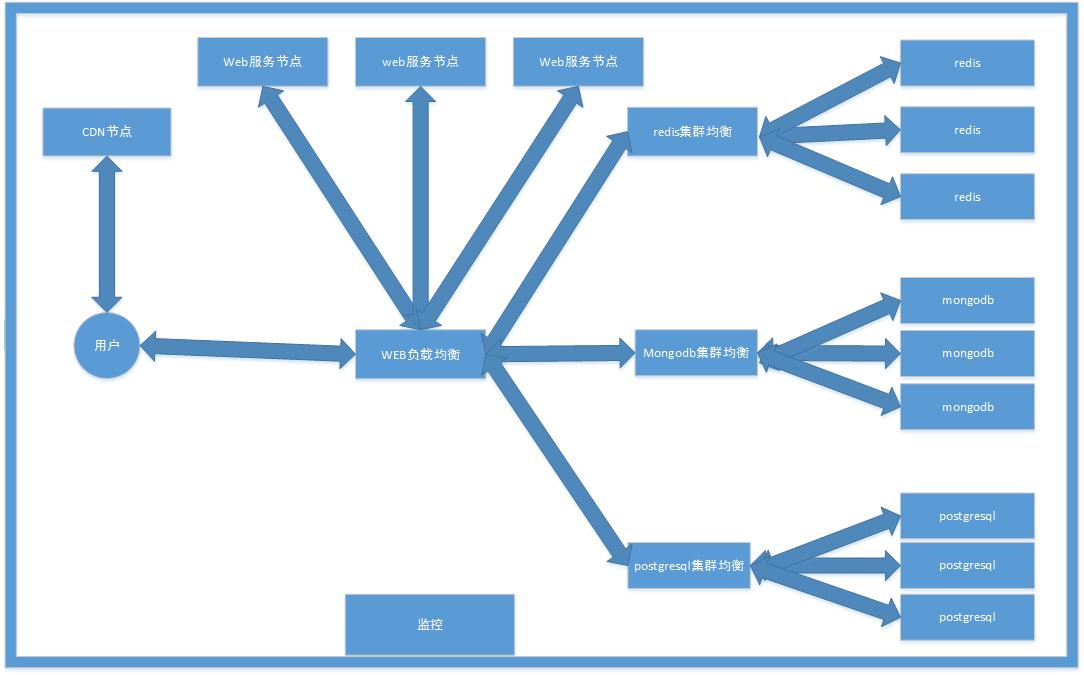 Web服务节点
web服务节点
Web服务节点
redis
CDN节点
redis集群均衡
redis
redis
mongodb
用户
WEB负载均衡
Mongodb集群均衡
mongodb
mongodb
postgresql
postgresql集群均衡
postgresql
postgresql
监控